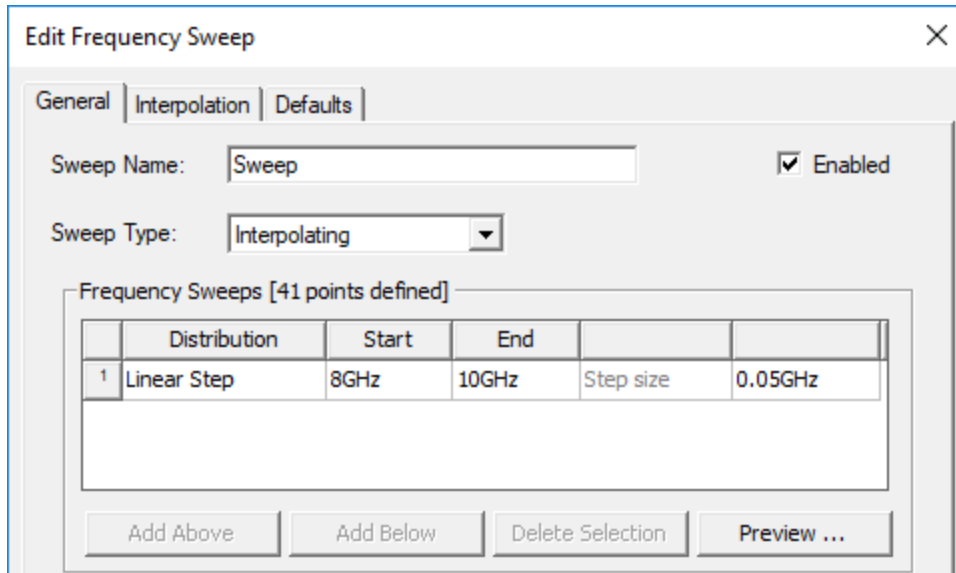 Edit Frequency Sweep
General Interpolation Defaults
Sweep Name: Sweep Enabled
Sweep Type: Interpolating
Frequency Sweeps [41 points defined]
Distribution Start End
1 Linear Step 8GHz 10GHz Step size 0.05GHz
Add Above Add Below Delete Selection Preview ...